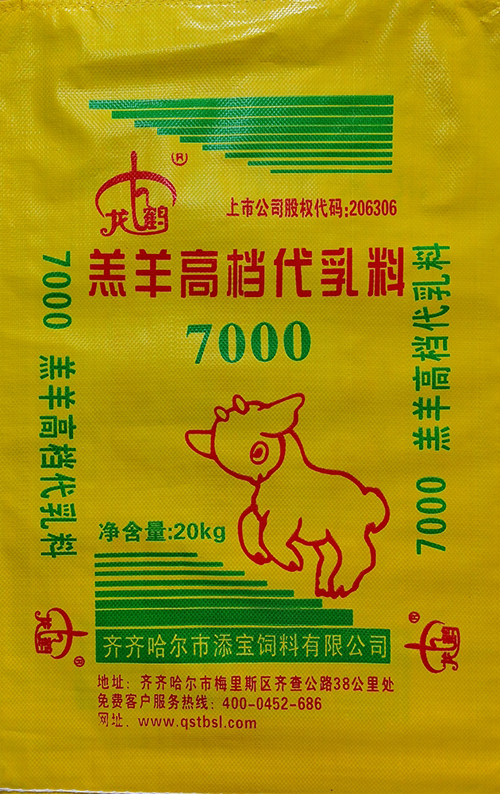 龙鹤®
上市公司股权代码:206306
羔羊高档代乳料
7000
7000 羔羊高档代乳料
7000 羔羊高档代乳料
净含量:20kg
齐齐哈尔市添宝饲料有限公司
龙鹤®
龙鹤®
地址: 齐齐哈尔市梅里斯区齐查公路38公里处
免费客户服务热线: 400-0452-686
网址: www.qstbsl.com